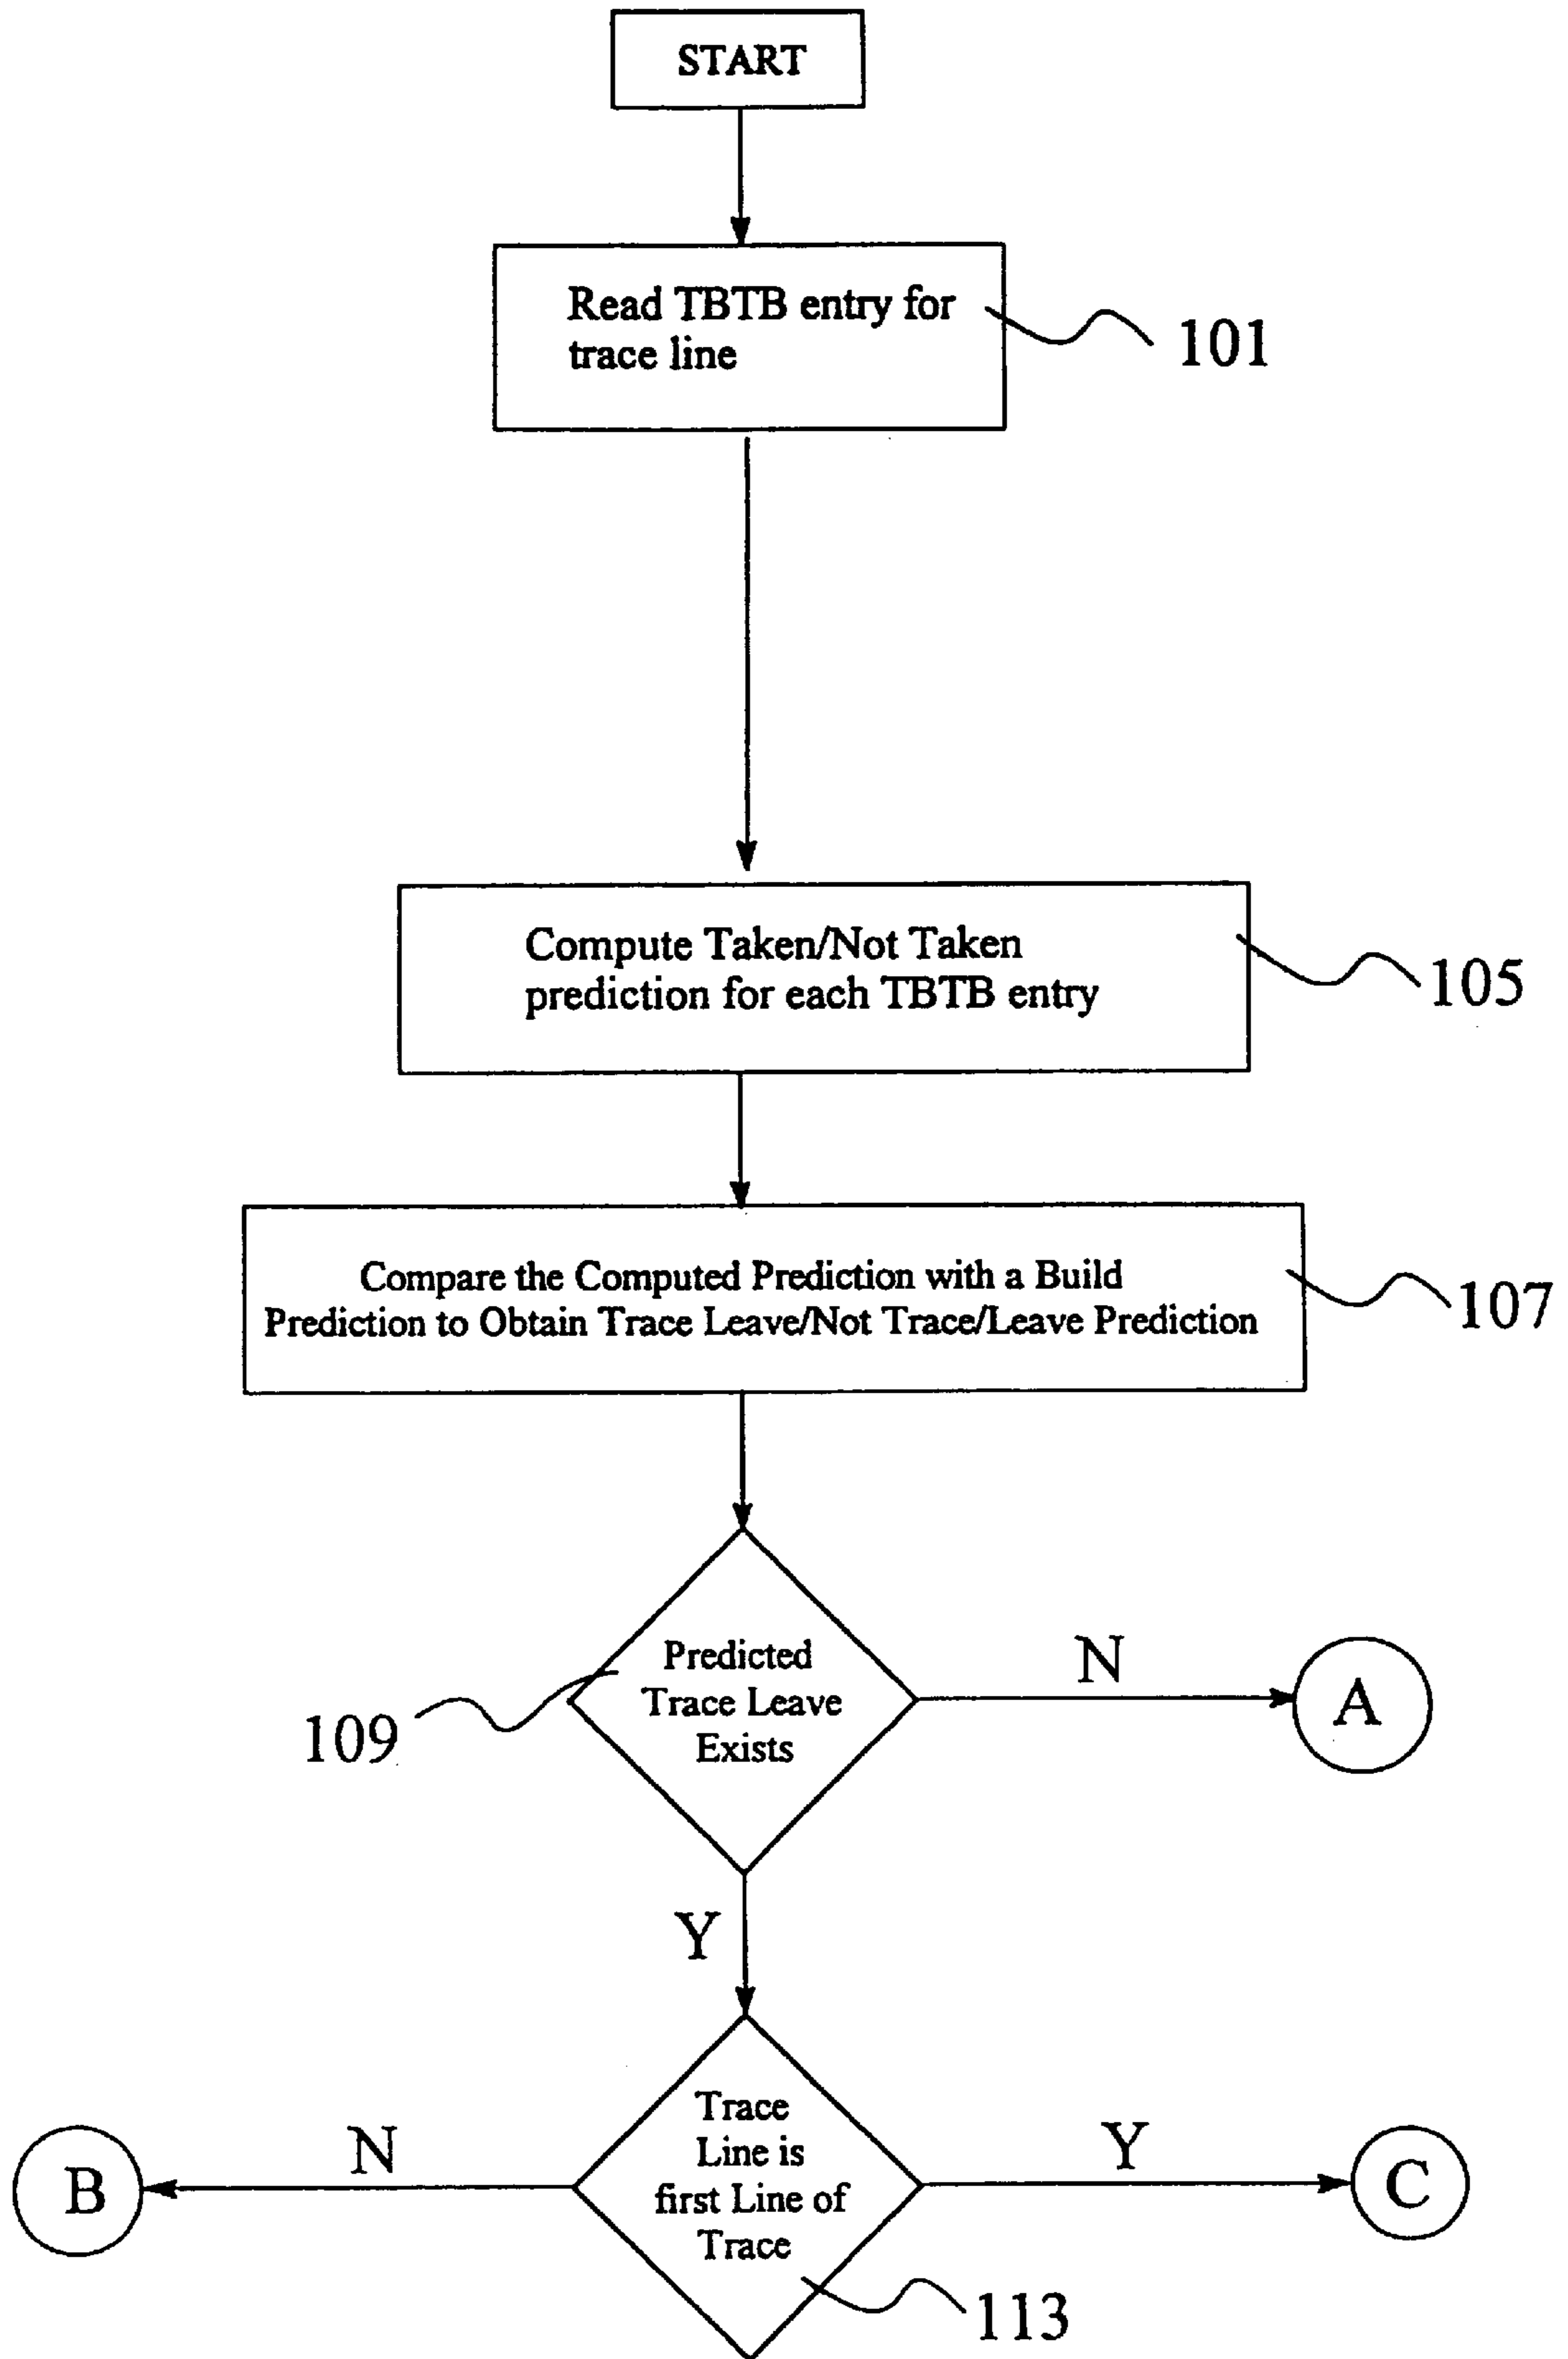 START
Read TBTB entry for
trace line
101
Compute Taken/Not Taken
prediction for each TBTB entry
105
Compare the Computed Prediction with a Build
Prediction to Obtain Trace Leave/Not Trace/Leave Prediction
107
Predicted
Trace Leave
Exists
109
N
A
Y
Trace
Line is
first Line of
Trace
N
B
Y
C
113